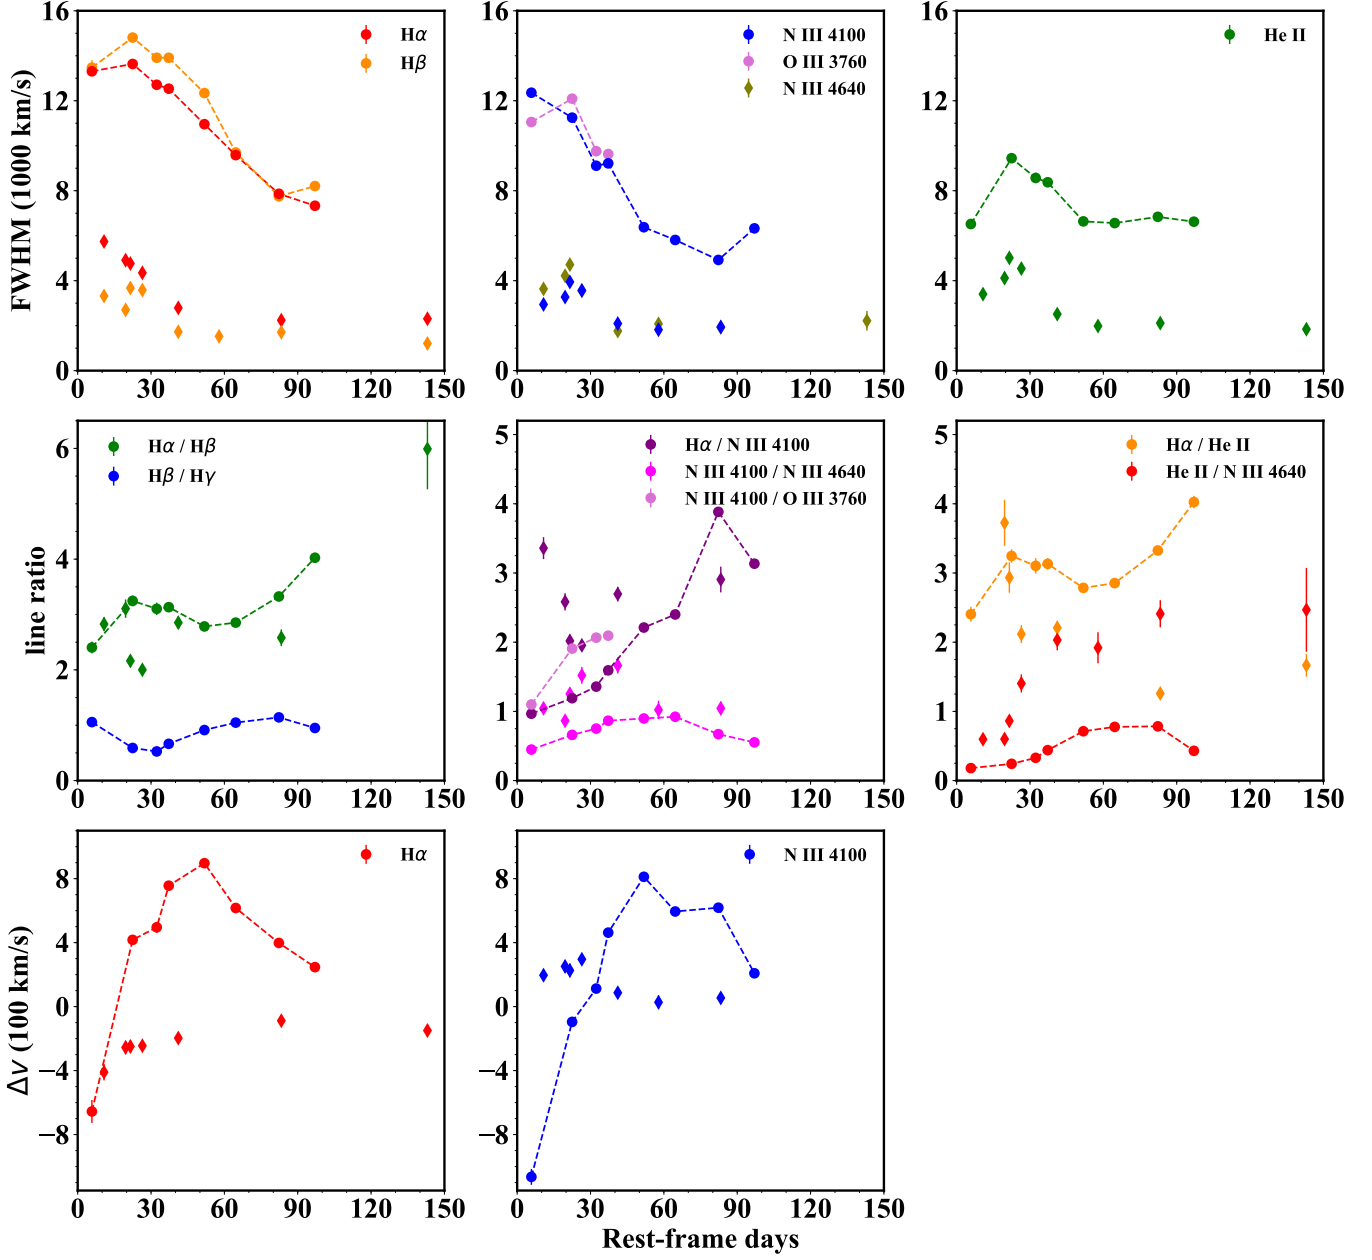 16
12
8
4
0
FWHM (1000 km/s)
0 30 60 90 120 150
Hα
Hβ
16
12
8
4
0
0 30 60 90 120 150
N III 4100
O III 3760
N III 4640
16
12
8
4
0
0 30 60 90 120 150
He II
6
4
2
0
line ratio
0 30 60 90 120 150
Hα / Hβ
Hβ / Hγ
5
4
3
2
1
0
0 30 60 90 120 150
Hα / N III 4100
N III 4100 / N III 4640
N III 4100 / O III 3760
5
4
3
2
1
0
0 30 60 90 120 150
Hα / He II
He II / N III 4640
8
4
0
−4
−8
Δν (100 km/s)
0 30 60 90 120 150
Hα
8
4
0
−4
−8
0 30 60 90 120 150
N III 4100
Rest-frame days